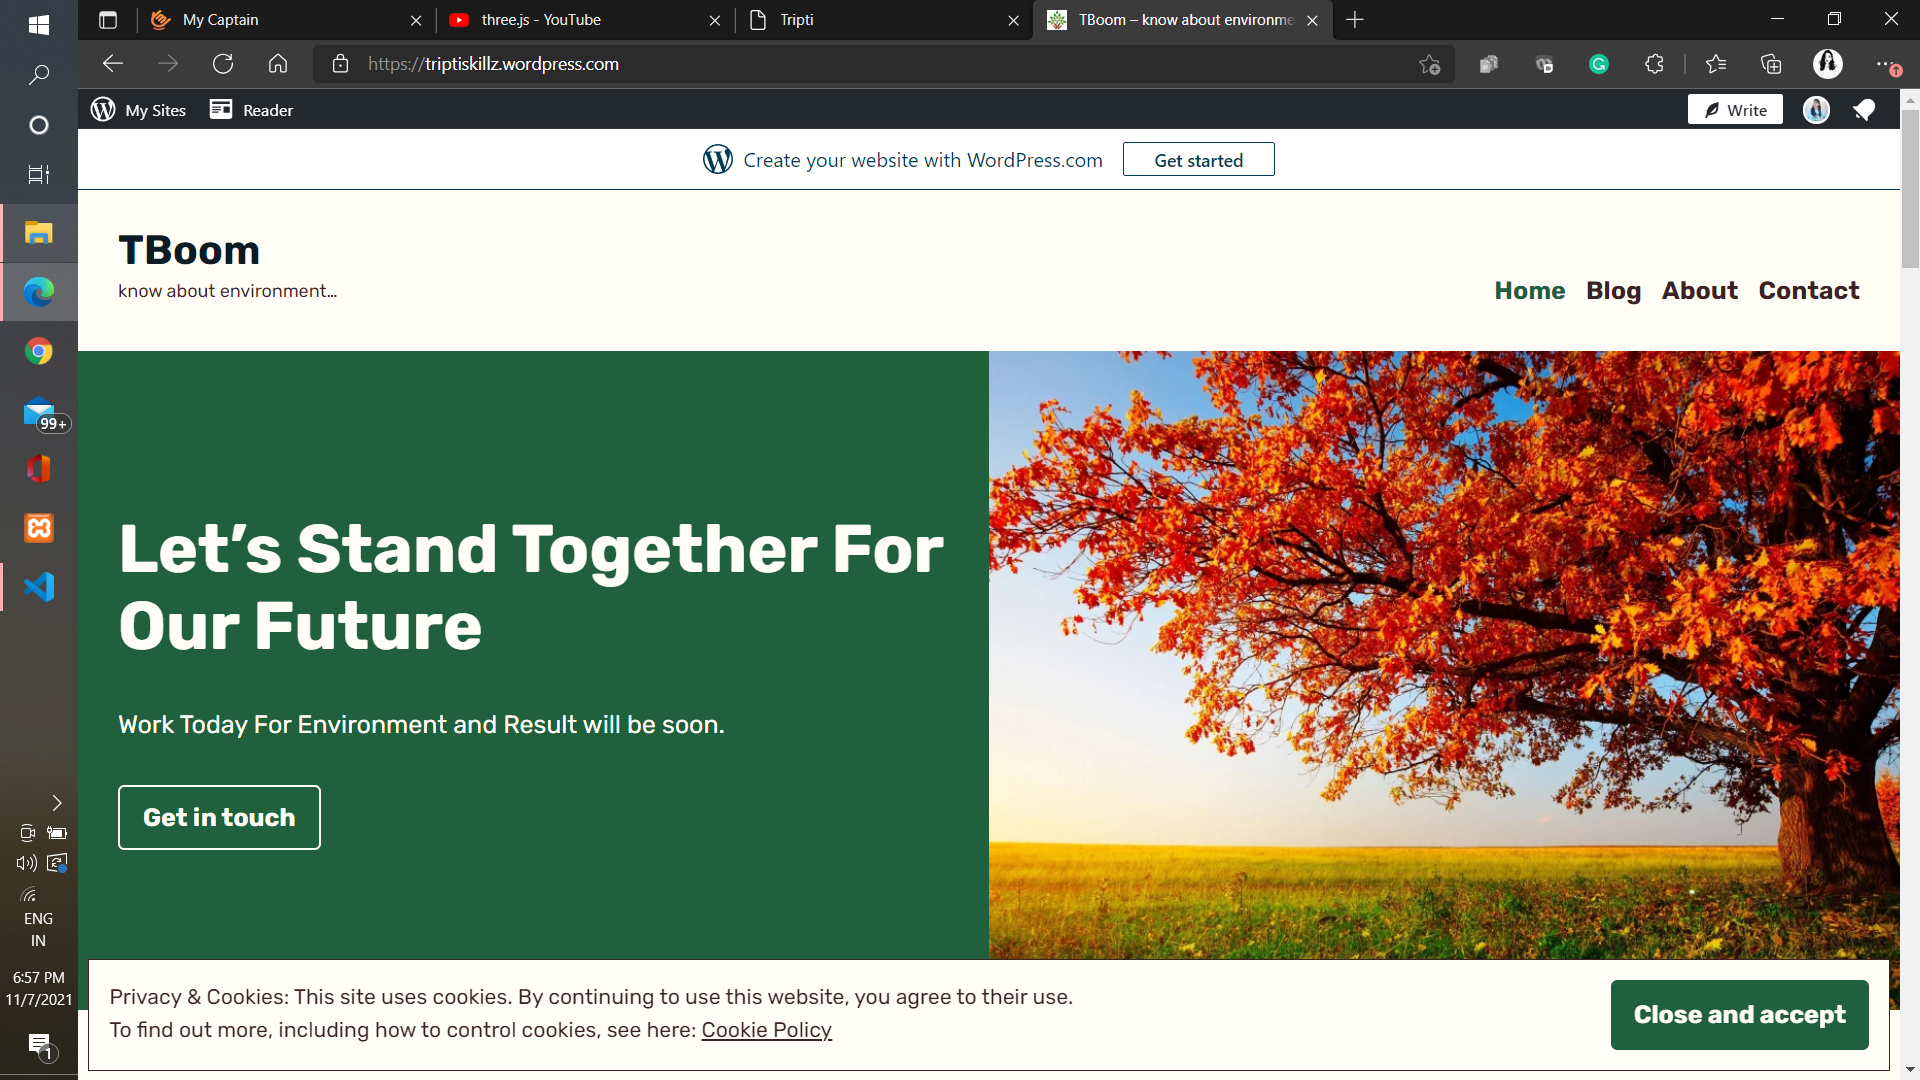 My Captain
three.js - YouTube
Tripti
TBoom – know about environme
https://triptiskillz.wordpress.com
My Sites
Reader
Write
Create your website with WordPress.com
Get started
TBoom
know about environment…
Home Blog About Contact
Let’s Stand Together For
Our Future
Work Today For Environment and Result will be soon.
Get in touch
99+
ENG
IN
6:57 PM
11/7/2021
1
Privacy & Cookies: This site uses cookies. By continuing to use this website, you agree to their use.
To find out more, including how to control cookies, see here: Cookie Policy
Close and accept